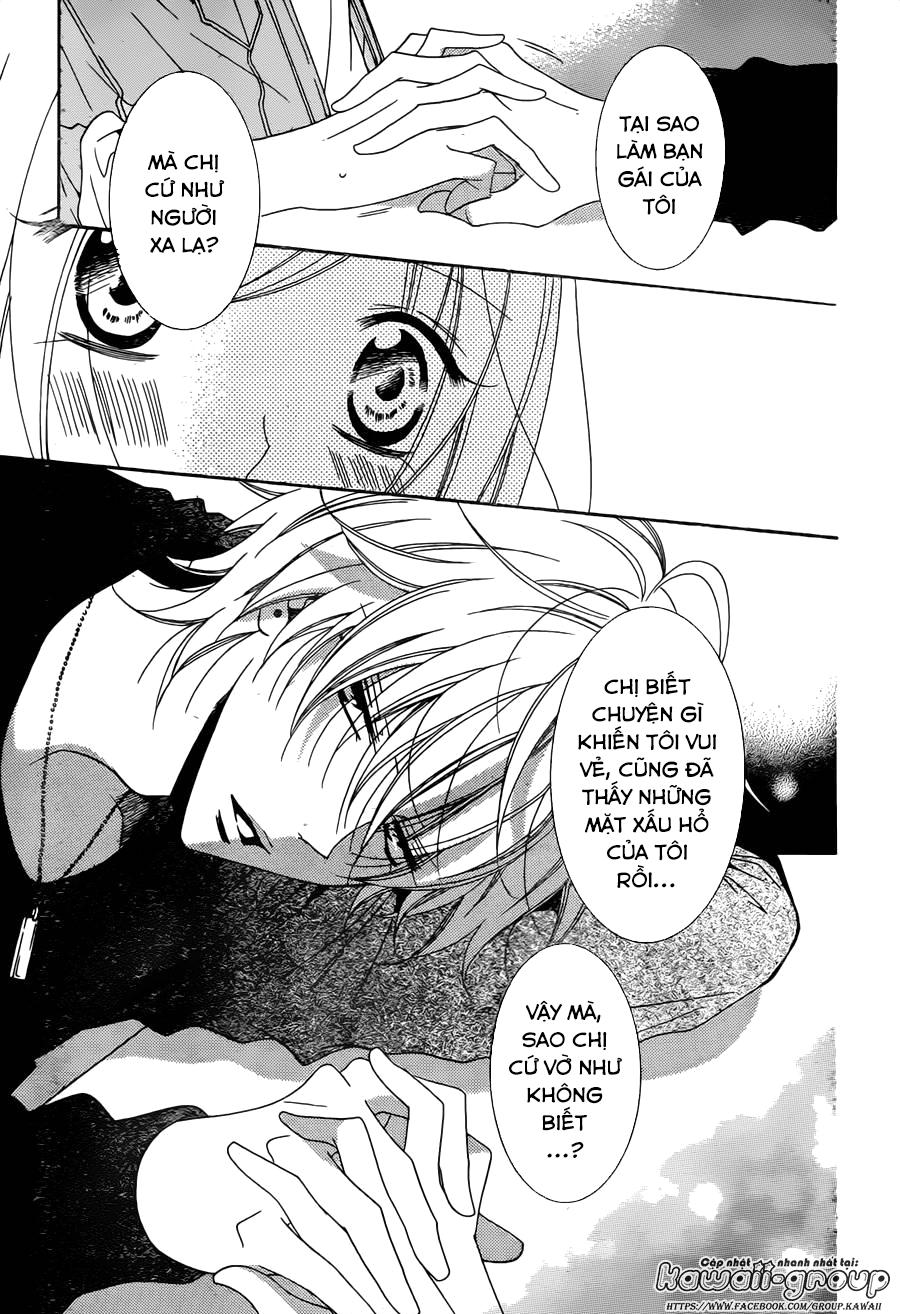 TẠI SAO
LÀM BẠN
GÁI CỦA
TÔI
MÀ CHỊ
CỨ NHƯ
NGƯỜI
XA LẠ?
CHỊ BIẾT
CHUYỆN GÌ
KHIẾN TÔI VUI
VẺ, CŨNG ĐÃ
THẤY NHỮNG
MẶT XẤU HỔ
CỦA TÔI
RỒI...
VẬY MÀ,
SAO CHỊ
CỨ VỜ NHƯ
KHÔNG
BIẾT
...?
Cập nhật nhanh nhất tại:
kawaii-group
HTTPS://WWW.FACEBOOK.COM/GROUP.KAWAII